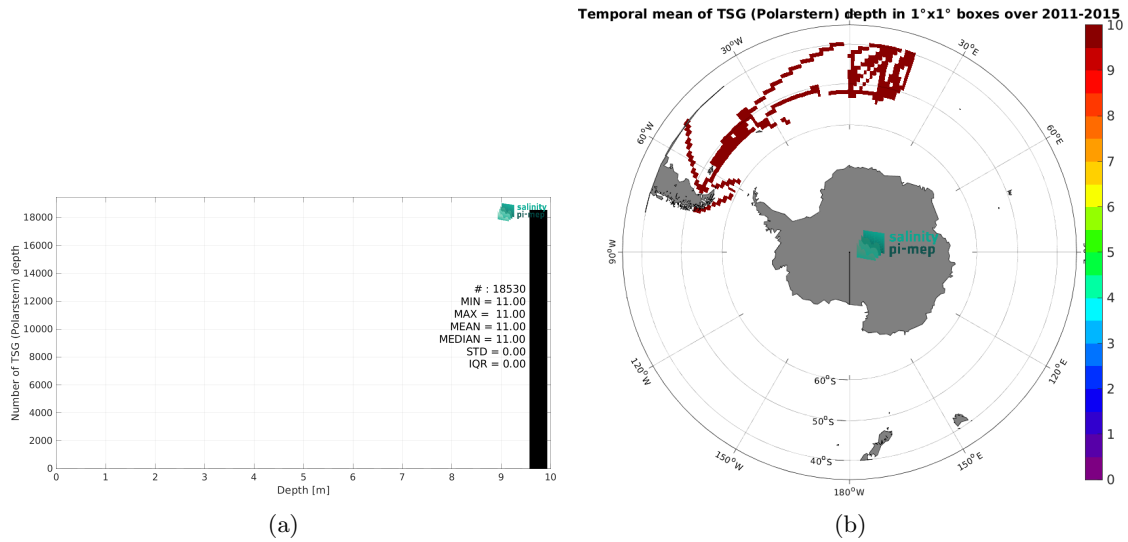 salinity
pi-mep
18000
16000
14000
12000
10000
8000
6000
4000
2000
0
Number of TSG (Polarstern) depth
# : 18530
MIN = 11.00
MAX = 11.00
MEAN = 11.00
MEDIAN = 11.00
STD = 0.00
IQR = 0.00
0 1 2 3 4 5 6 7 8 9 10
Depth [m]
(a)
Temporal mean of TSG (Polarstern) depth in 1°x1° boxes over 2011-2015
30°W
30°E
60°W
60°E
90°W
salinity
pi-mep
120°W
120°E
60°S
50°S
40°S
150°W
150°E
180°W
10
9
8
7
6
5
4
3
2
1
0
(b)